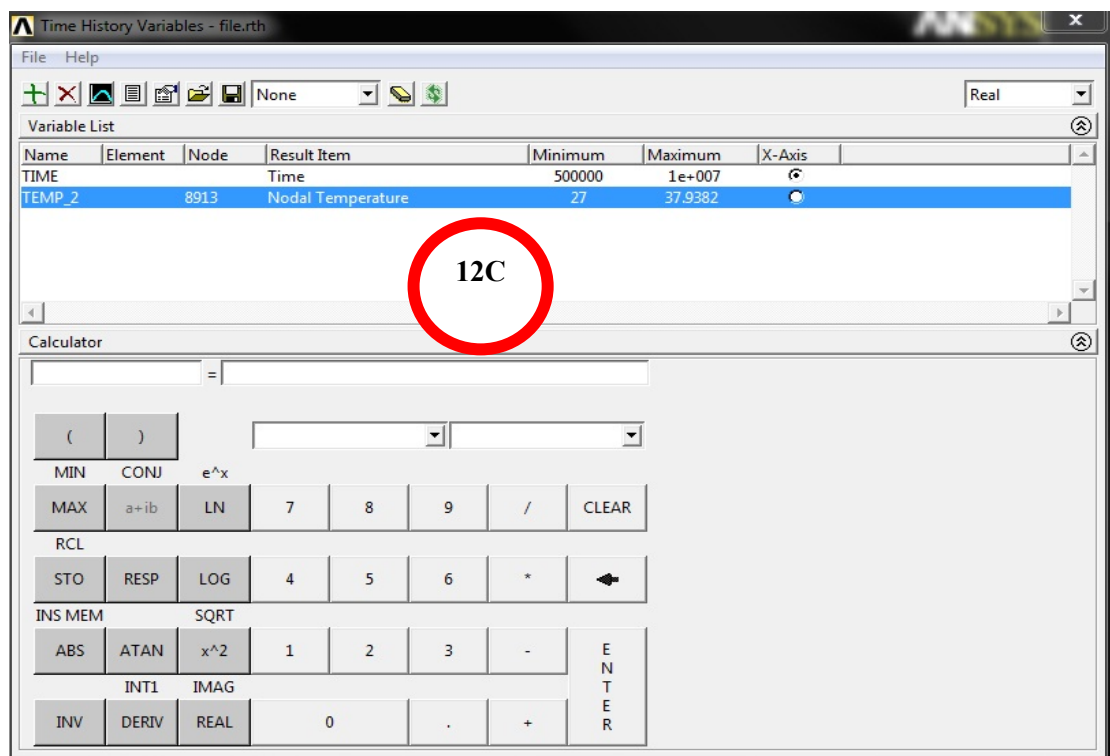 Time History Variables - file.rth
ANSYS
x
File Help
None Real
Variable List
Name Element Node Result Item Minimum Maximum X-Axis
TIME Time 500000 1e+007
TEMP_2 8913 Nodal Temperature 27 37.9382
12C
Calculator
=
( )
MIN CONJ e^x
MAX a+ib LN 7 8 9 / CLEAR
RCL
STO RESP LOG 4 5 6 *
INS MEM SQRT
ABS ATAN x^2 1 2 3 - ENTER
INT1 IMAG
INV DERIV REAL 0 . +